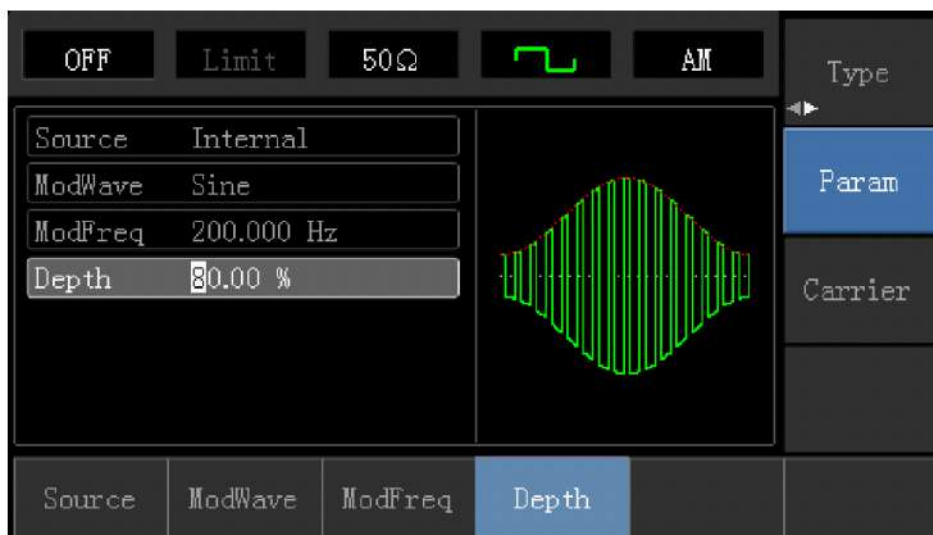 OFF Limit 50Ω AM
Type
Source Internal
ModWave Sine
Param
ModFreq 200.000 Hz
Depth 80.00 %
Carrier
Source ModWave ModFreq Depth